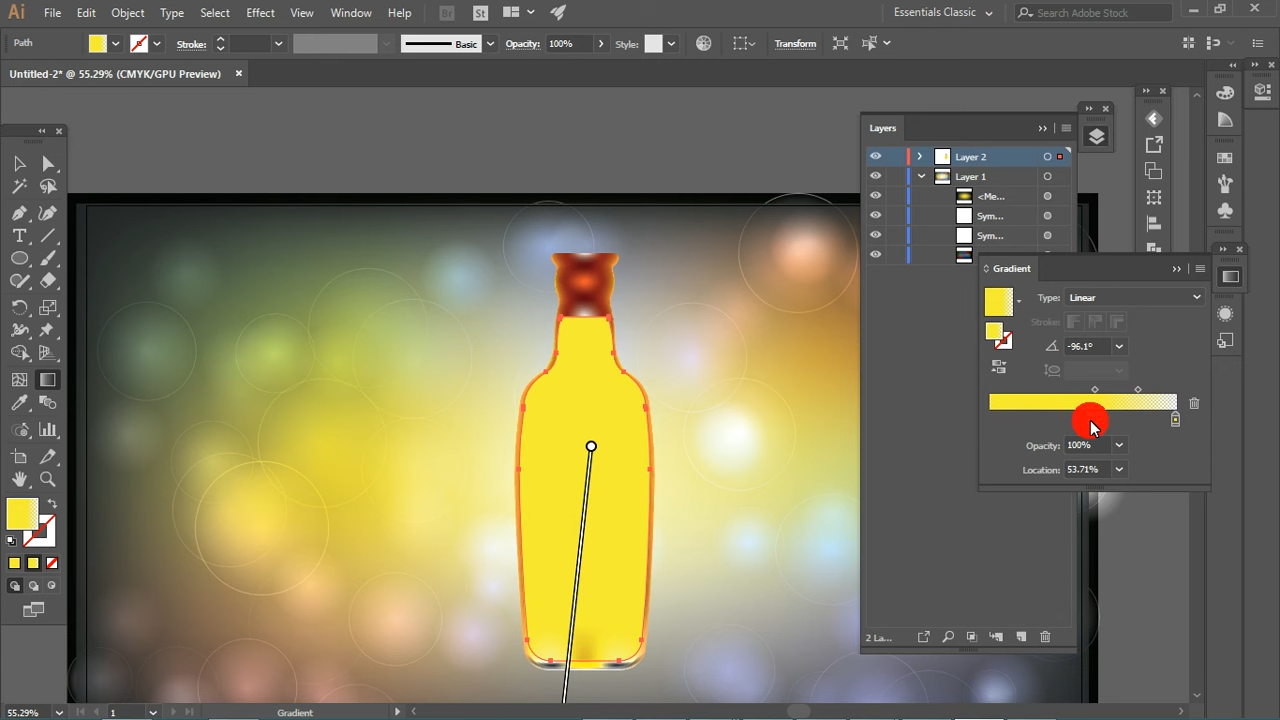 Ai File Edit Object Type Select Effect View Window Help Br St Essentials Classic Search Adobe Stock
Path Stroke: Basic Opacity: 100% Style: Transform
Untitled-2* @ 55.29% (CMYK/GPU Preview)
Layers
Layer 2
Layer 1
<Me...
Sym...
Sym...
Gradient
Type: Linear
Stroke:
-96.1°
Opacity: 100%
Location: 53.71%
2 La...
55.29% 1 Gradient